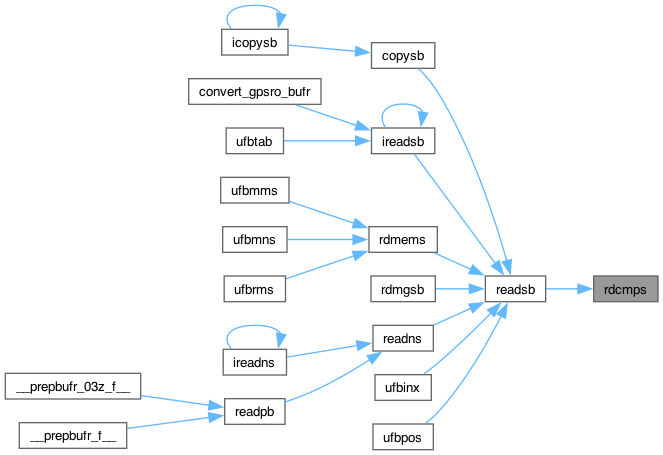 icopysb
copysb
convert_gpsro_bufr
ufbtab
ireadsb
ufbmms
ufbmns
rdmems
ufbrms
rdmgsb
readsb
rdcmps
readns
ireadns
ufbinx
__prepbufr_03z_f__
readpb
__prepbufr_f__
ufbpos